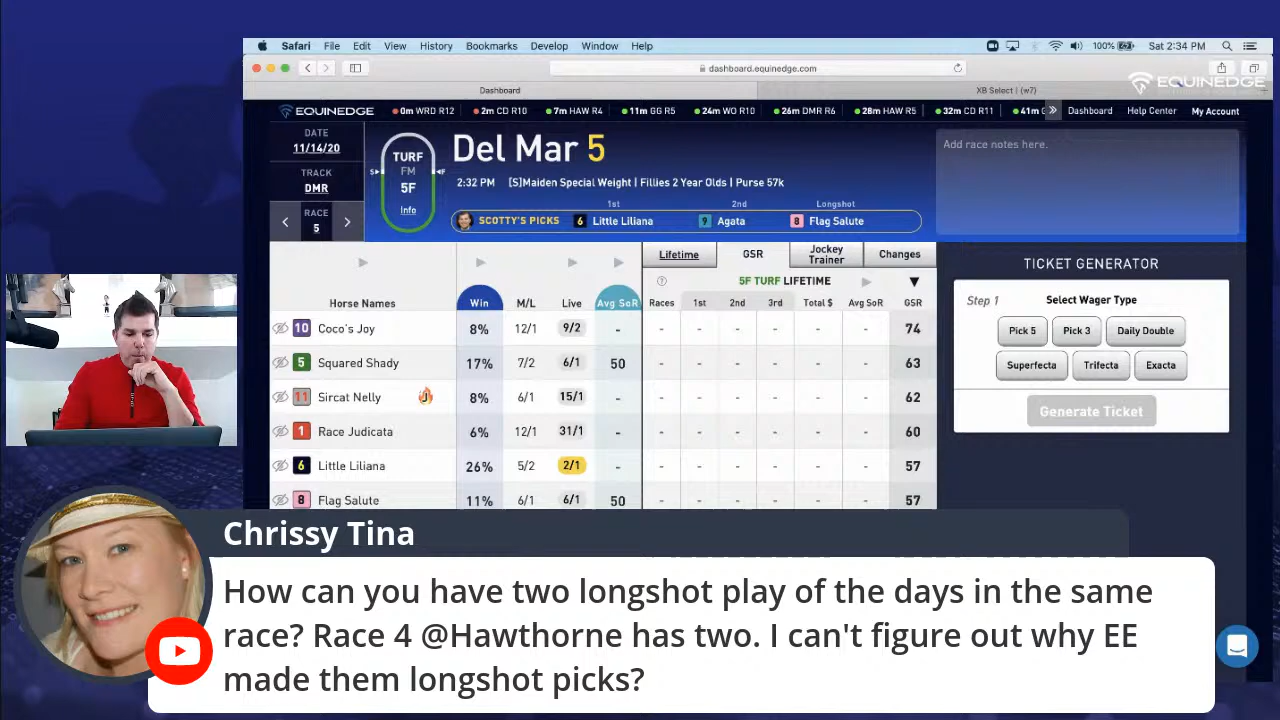 Safari File Edit View History Bookmarks Develop Window Help 100% Sat 2:34 PM
dashboard.equinedge.com
Dashboard XB Select | (w7)
EQUINEDGE
EQUINEDGE 0m WRD R12 2m CD R10 7m HAW R4 11m GG R5 24m WO R10 26m DMR R6 28m HAW R5 32m CD R11 41m G » Dashboard Help Center My Account
DATE
11/14/20
TRACK
DMR
RACE
5
TURF
FM
S F
5F
Info
Del Mar 5
2:32 PM |[S]Maiden Special Weight | Fillies 2 Year Olds | Purse 57k
1st 2nd Longshot
SCOTTY'S PICKS 6 Little Liliana 9 Agata 8 Flag Salute
Add race notes here.
Lifetime GSR Jockey Trainer Changes
5F TURF LIFETIME
Horse Names Win M/L Live Avg SoR Races 1st 2nd 3rd Total $ Avg SoR GSR
10 Coco's Joy 8% 12/1 9/2 - - - - - - - 74
5 Squared Shady 17% 7/2 6/1 50 - - - - - - 63
11 Sircat Nelly J 8% 6/1 15/1 - - - - - - - 62
1 Race Judicata 6% 12/1 31/1 - - - - - - - 60
6 Little Liliana 26% 5/2 2/1 - - - - - - - 57
8 Flag Salute 11% 6/1 6/1 50 - - - - - - 57
TICKET GENERATOR
Step 1 Select Wager Type
Pick 5 Pick 3 Daily Double
Superfecta Trifecta Exacta
Generate Ticket
Chrissy Tina
How can you have two longshot play of the days in the same
race? Race 4 @Hawthorne has two. I can't figure out why EE
made them longshot picks?